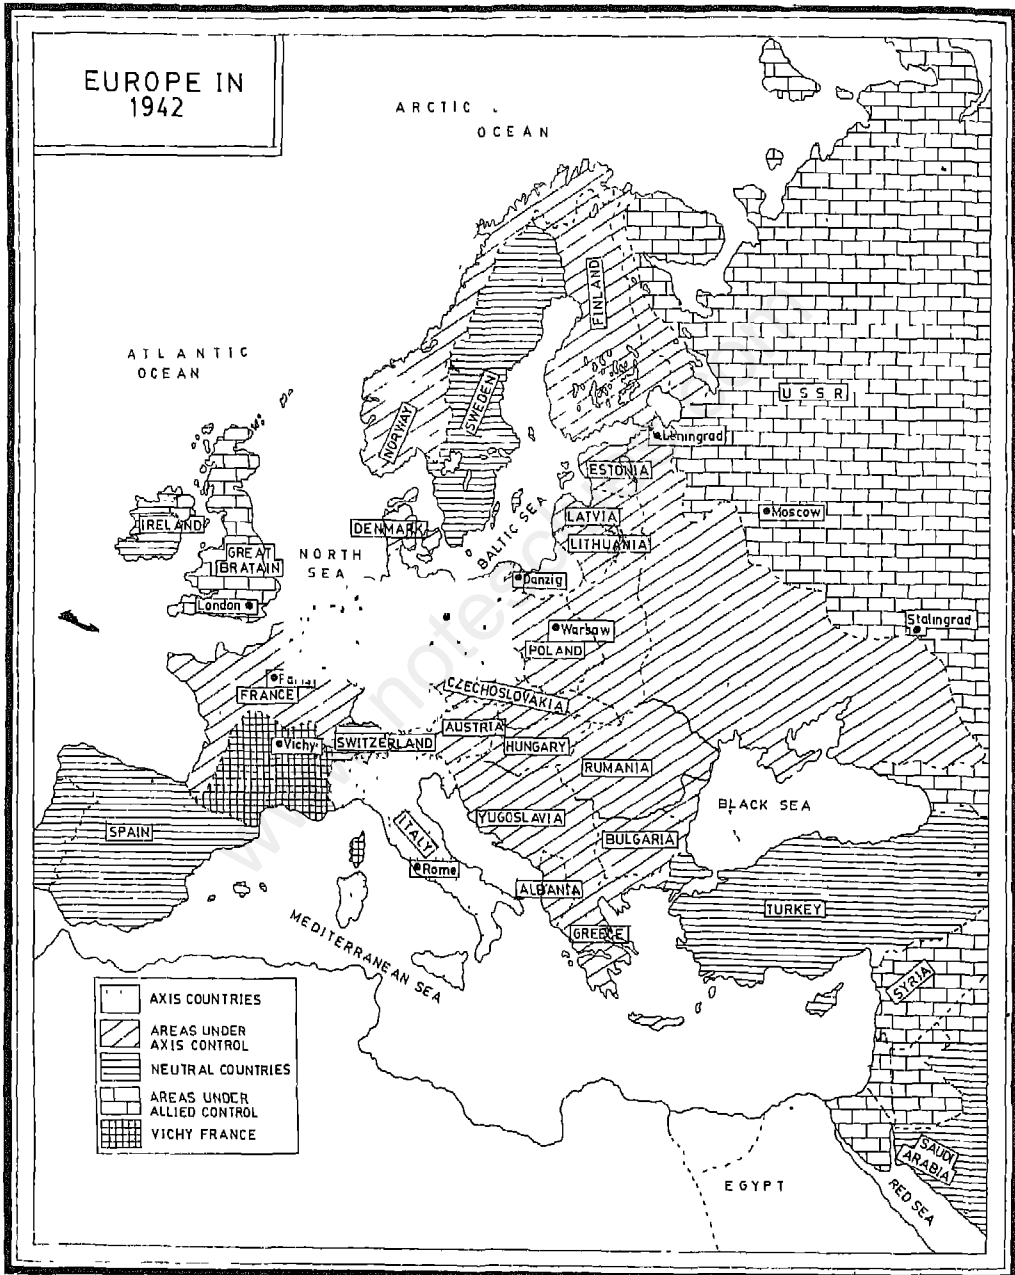 EUROPE IN
1942
ARCTIC
OCEAN
ATLANTIC
OCEAN
FINLAND
SWEDEN
NORWAY
USSR
Leningrad
ESTONIA
IRELAND
DENMARK
LATVIA
Moscow
BALTIC SEA
LITHUANIA
NORTH
SEA
GREAT
BRATAIN
Danzig
London
Stalingrad
Warsaw
POLAND
FRANCE
CZECHOSLOVAKIA
AUSTRIA
Vichy
SWITZERLAND
HUNGARY
RUMANIA
BLACK SEA
YUGOSLAVIA
SPAIN
ITALY
BULGARIA
Rome
ALBANIA
TURKEY
GREECE
MEDITERRANEAN SEA
SYRIA
AXIS COUNTRIES
AREAS UNDER
AXIS CONTROL
NEUTRAL COUNTRIES
AREAS UNDER
ALLIED CONTROL
VICHY FRANCE
SAUDI
ARABIA
EGYPT
RED SEA